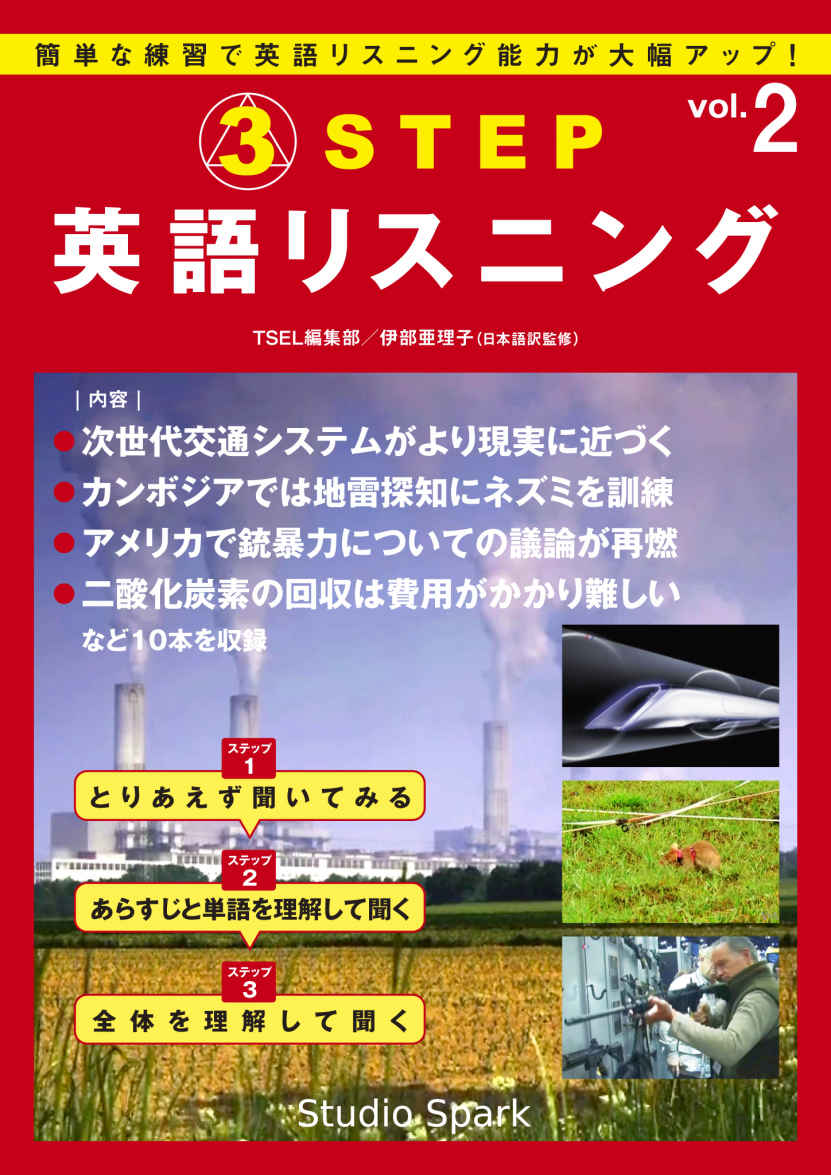 簡単な練習で英語リスニング能力が大幅アップ！
3 STEP vol.2
英語リスニング
TSEL編集部／伊部亜理子（日本語訳監修）
｜内容｜
●次世代交通システムがより現実に近づく
●カンボジアでは地雷探知にネズミを訓練
●アメリカで銃暴力についての議論が再燃
●二酸化炭素の回収は費用がかかり難しい
など10本を収録
ステップ
1
とりあえず聞いてみる
ステップ
2
あらすじと単語を理解して聞く
ステップ
3
全体を理解して聞く
Studio Spark